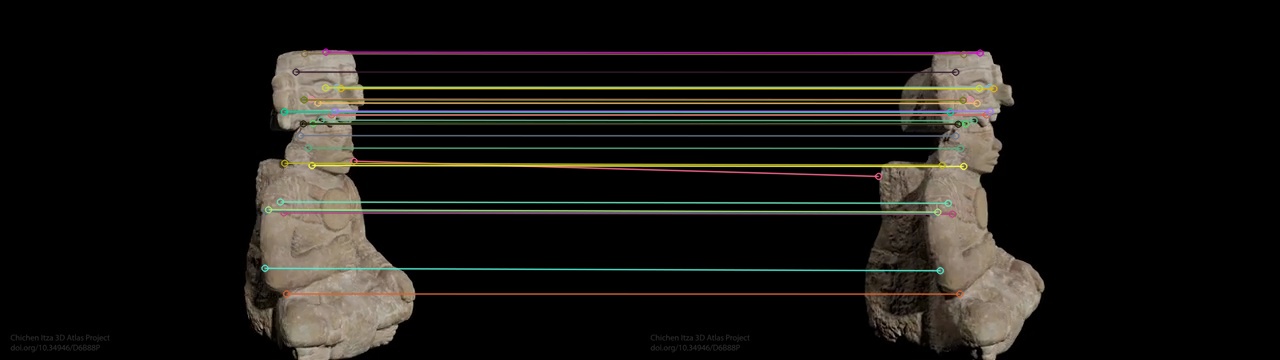 Chichen Itza 3D Atlas Project
doi.org/10.34946/D6B88P
Chichen Itza 3D Atlas Project
doi.org/10.34946/D6B88P